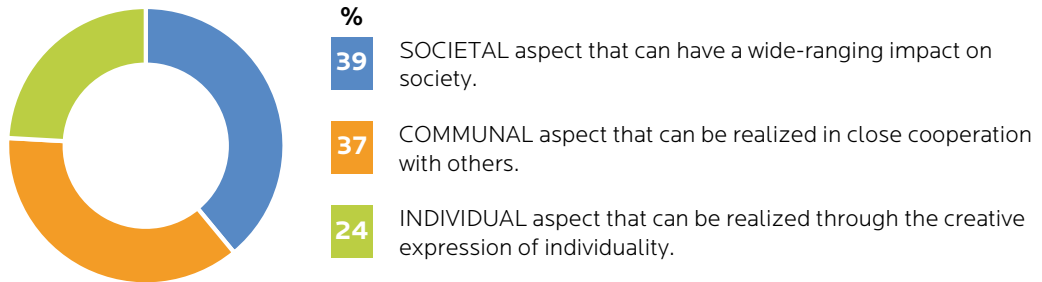 %
39
SOCIETAL aspect that can have a wide-ranging impact on
society.
37
COMMUNAL aspect that can be realized in close cooperation
with others.
24
INDIVIDUAL aspect that can be realized through the creative
expression of individuality.